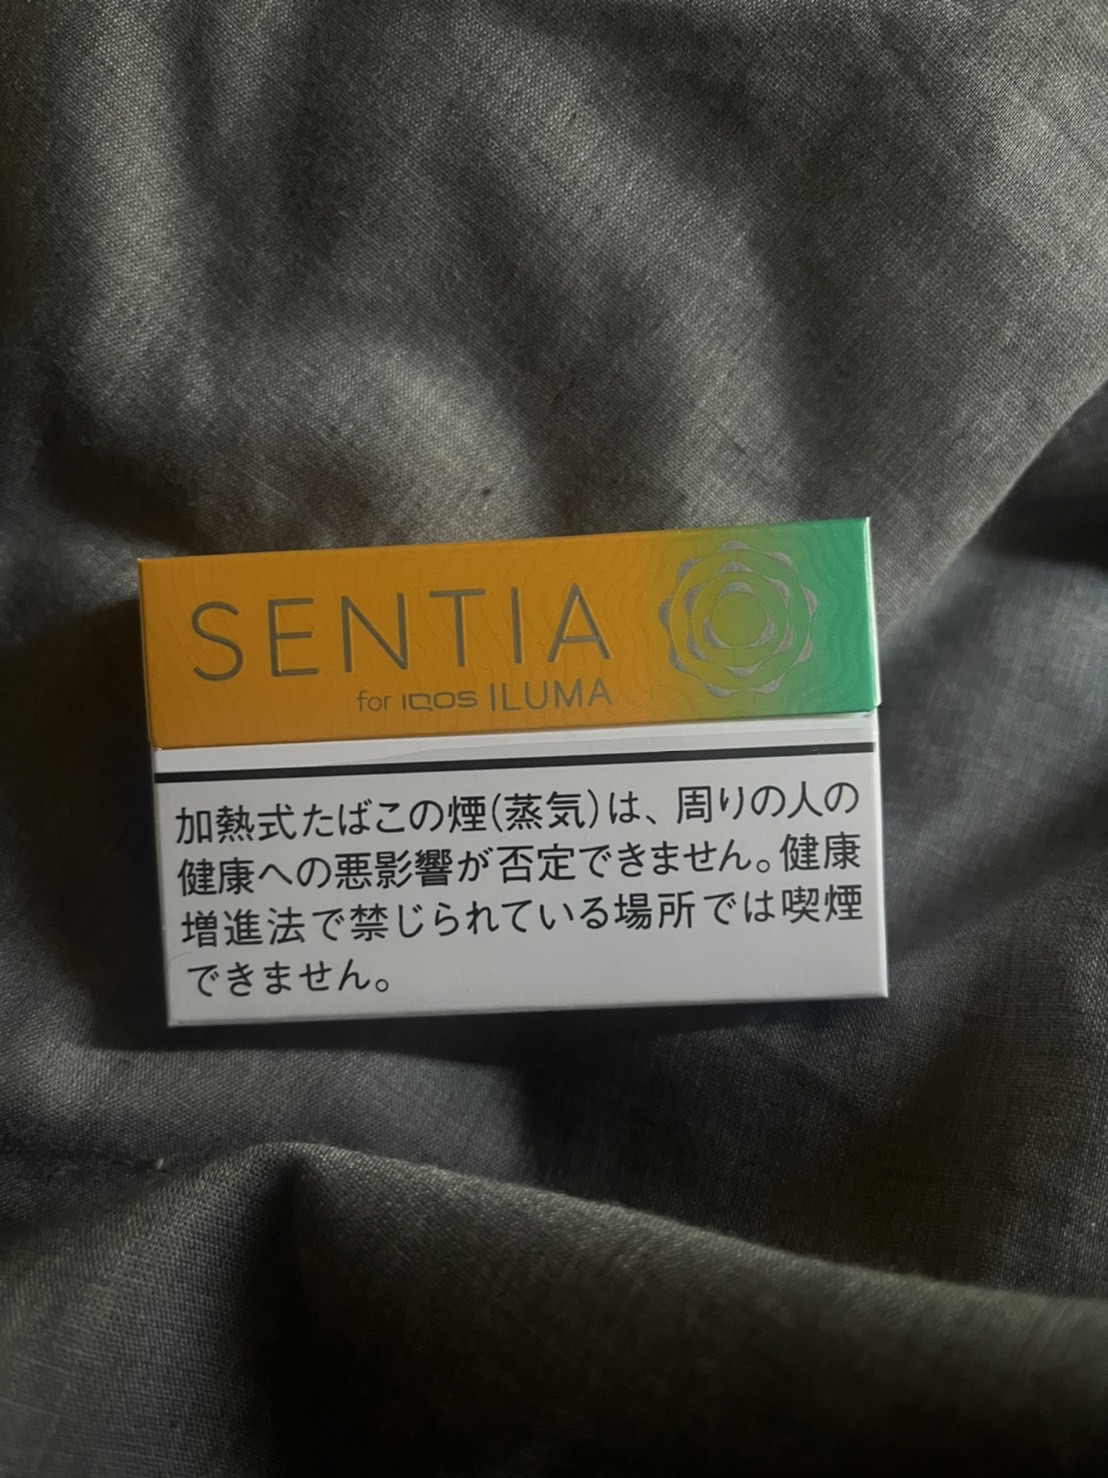 SENTIA
for IQOS ILUMA
加熱式たばこの煙(蒸気)は、周りの人の
健康への悪影響が否定できません。健康
増進法で禁じられている場所では喫煙
できません。